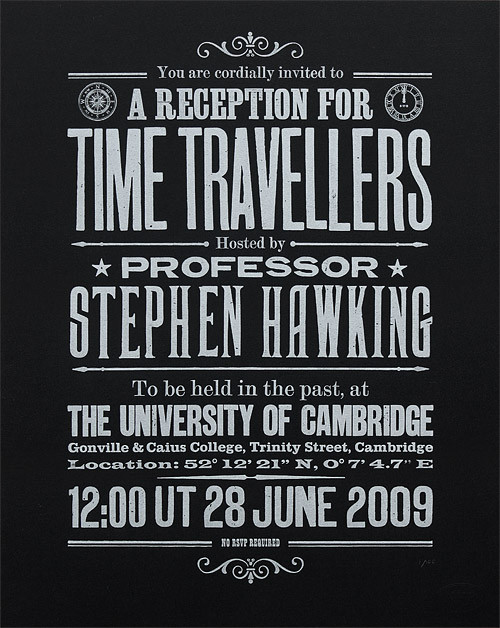 You are cordially invited to
A RECEPTION FOR
TIME TRAVELLERS
Hosted by
PROFESSOR
STEPHEN HAWKING
To be held in the past, at
THE UNIVERSITY OF CAMBRIDGE
Gonville & Caius College, Trinity Street, Cambridge
Location: 52° 12' 21" N, 0° 7' 4.7" E
12:00 UT 28 JUNE 2009
NO RSVP REQUIRED